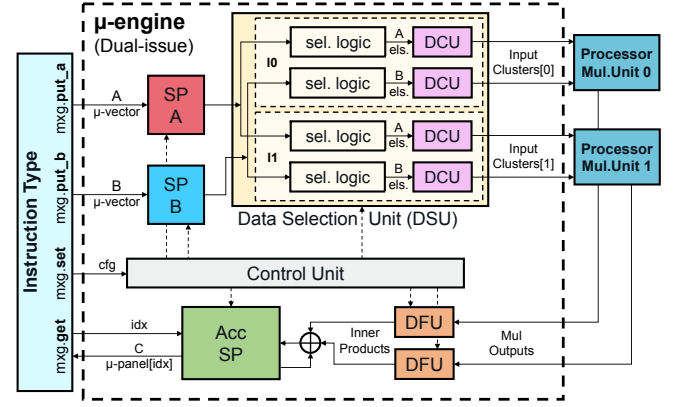 μ-engine
(Dual-issue)
Instruction Type
mxg.put_a
mxg.put_b
mxg.set
mxg.get
A
μ-vector
SP
A
B
μ-vector
SP
B
I0
sel. logic
A
els.
DCU
sel. logic
B
els.
DCU
I1
sel. logic
A
els.
DCU
sel. logic
B
els.
DCU
Data Selection Unit (DSU)
Input
Clusters[0]
Input
Clusters[1]
Processor
Mul.Unit 0
Processor
Mul.Unit 1
cfg
Control Unit
idx
C
μ-panel[idx]
Acc
SP
Inner
Products
DFU
DFU
Mul
Outputs